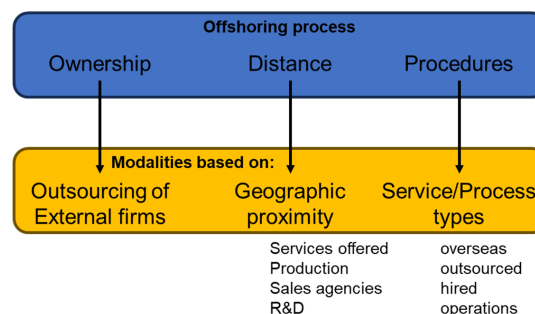 Offshoring process
Ownership Distance Procedures
Modalities based on:
Outsourcing of Geographic Service/Process
External firms proximity types
Services offered overseas
Production outsourced
Sales agencies hired
R&D operations